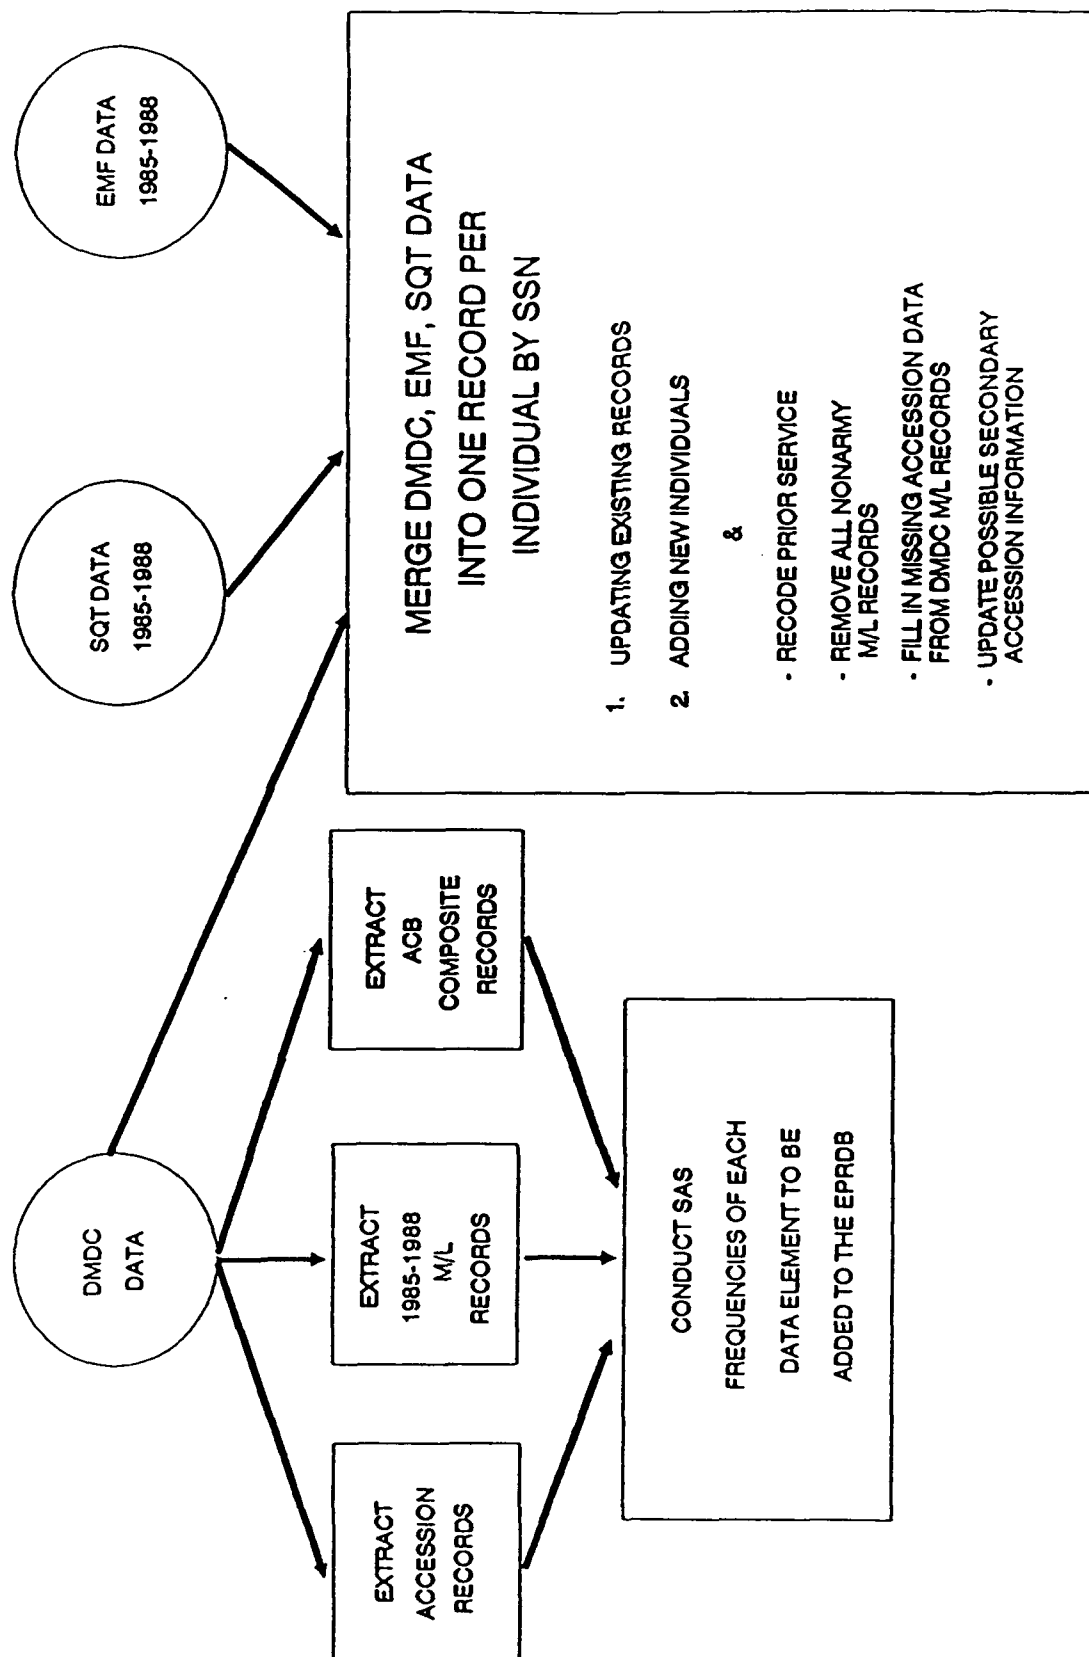 DMDC
DATA
SQT DATA
1985-1988
EMF DATA
1985-1988
EXTRACT
ACCESSION
RECORDS
EXTRACT
1985-1988
M/L
RECORDS
EXTRACT
ACB
COMPOSITE
RECORDS
CONDUCT SAS
FREQUENCIES OF EACH
DATA ELEMENT TO BE
ADDED TO THE EPRDB
MERGE DMDC, EMF, SQT DATA
INTO ONE RECORD PER
INDIVIDUAL BY SSN
1. UPDATING EXISTING RECORDS
2. ADDING NEW INDIVIDUALS
&
- RECODE PRIOR SERVICE
- REMOVE ALL NONARMY
M/L RECORDS
- FILL IN MISSING ACCESSION DATA
FROM DMDC M/L RECORDS
- UPDATE POSSIBLE SECONDARY
ACCESSION INFORMATION